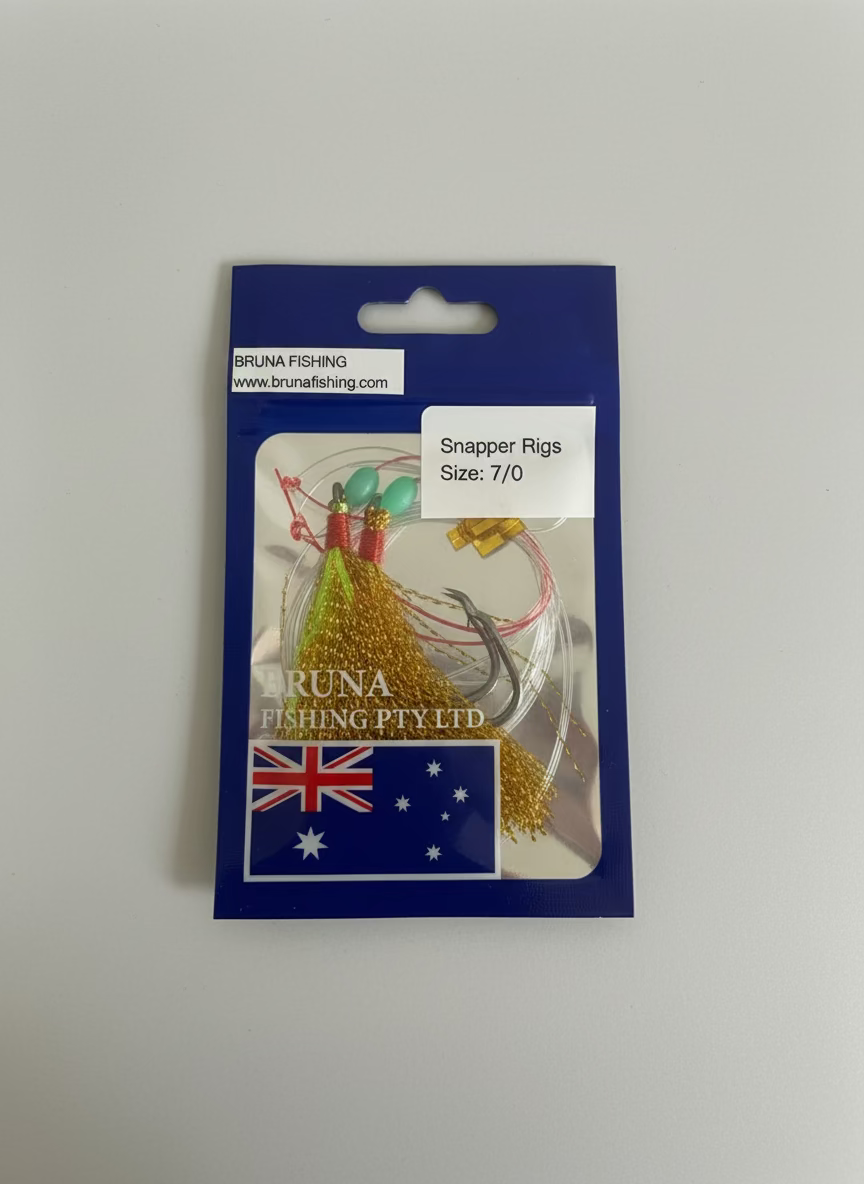 BRUNA FISHING
www.brunafishing.com
Snapper Rigs
Size: 7/0
BRUNA
FISHING PTY LTD